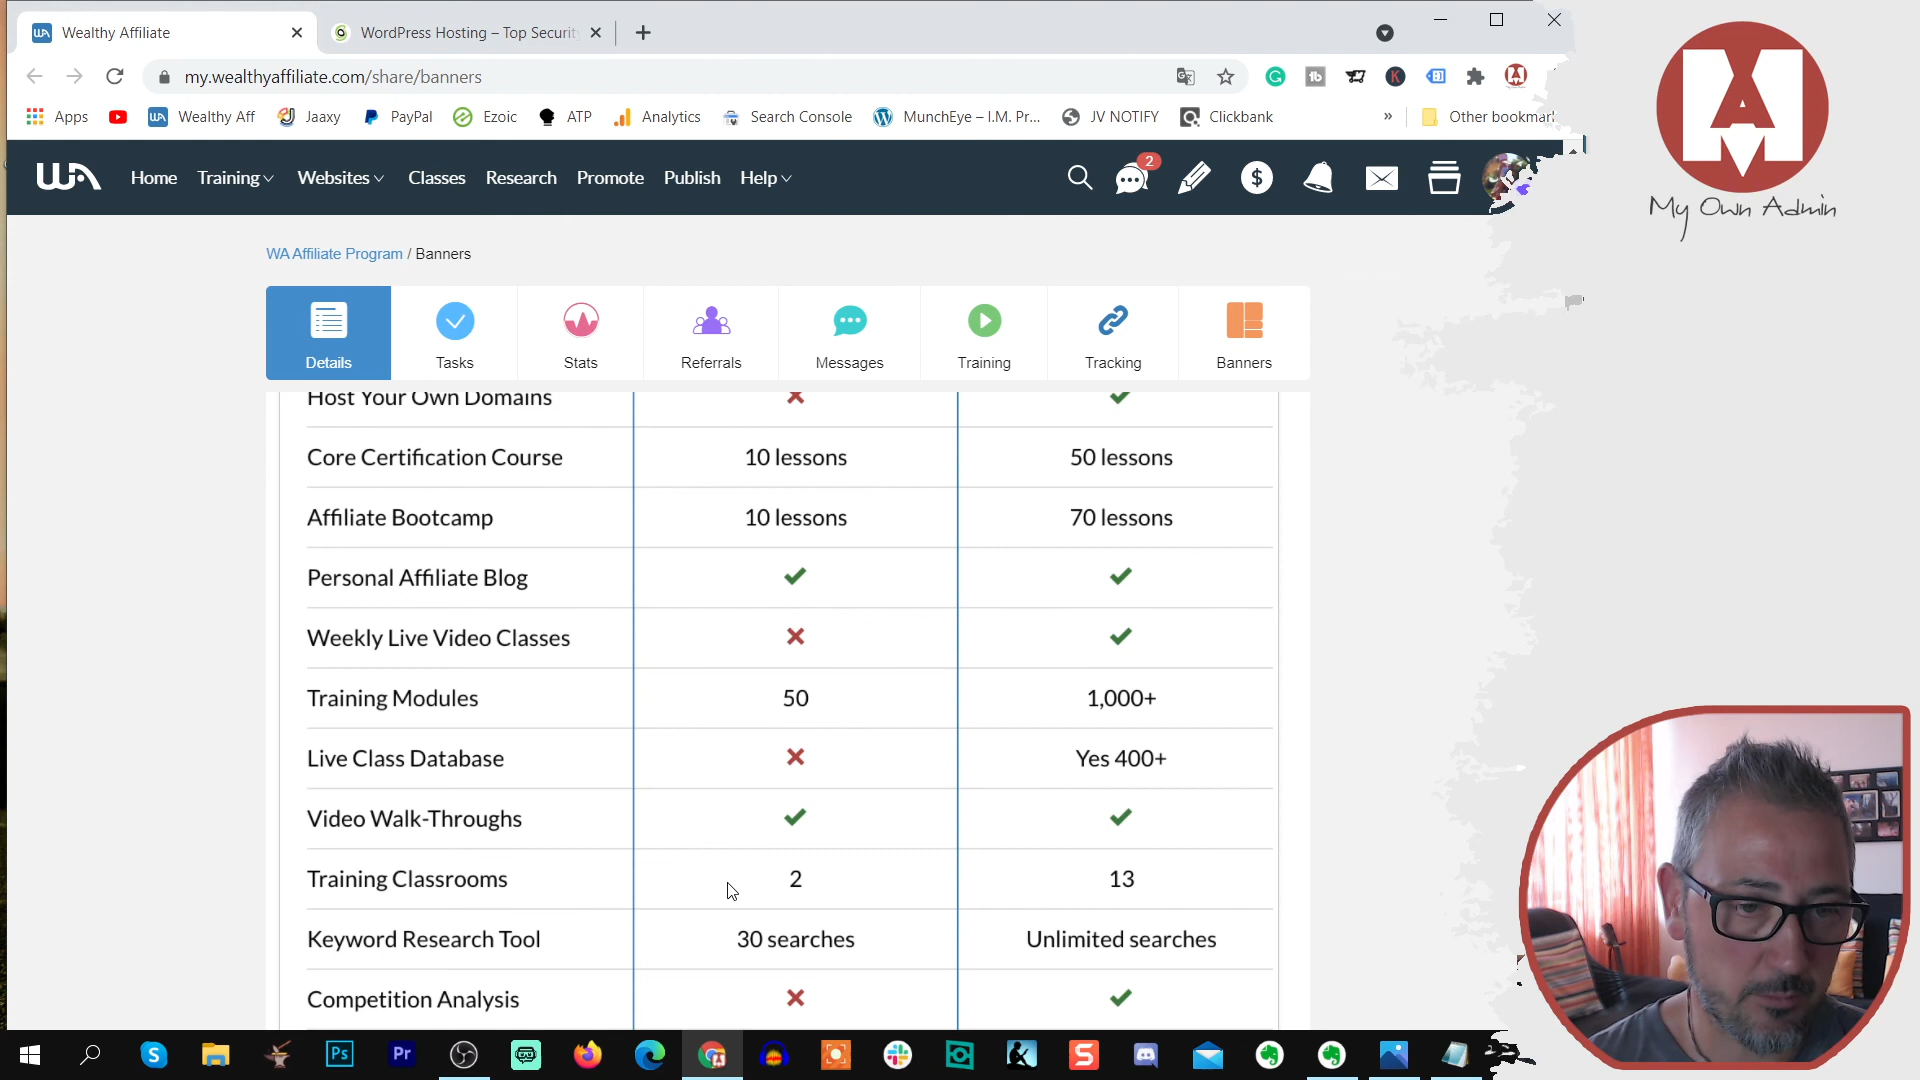 Wealthy Affiliate
WordPress Hosting – Top Securit
my.wealthyaffiliate.com/share/banners
Apps
Wealthy Aff
Jaaxy
PayPal
Ezoic
ATP
Analytics
Search Console
MunchEye – I.M. Pr...
JV NOTIFY
Clickbank
»
Other bookmar
WA
Home
Training
Websites
Classes
Research
Promote
Publish
Help
2
$
My Own Admin
WA Affiliate Program / Banners
Details
Tasks
Stats
Referrals
Messages
Training
Tracking
Banners
Host Your Own Domains
Core Certification Course 10 lessons 50 lessons
Affiliate Bootcamp 10 lessons 70 lessons
Personal Affiliate Blog
Weekly Live Video Classes
Training Modules 50 1,000+
Live Class Database Yes 400+
Video Walk-Throughs
Training Classrooms 2 13
Keyword Research Tool 30 searches Unlimited searches
Competition Analysis
Ps
Pr